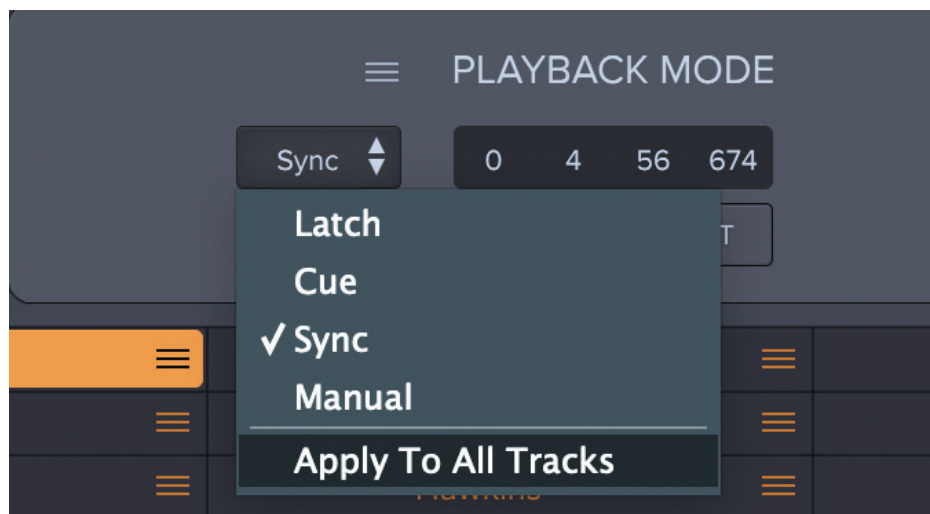 PLAYBACK MODE
Sync 0 4 56 674
Latch
T
Cue
✓ Sync
Manual
Apply To All Tracks